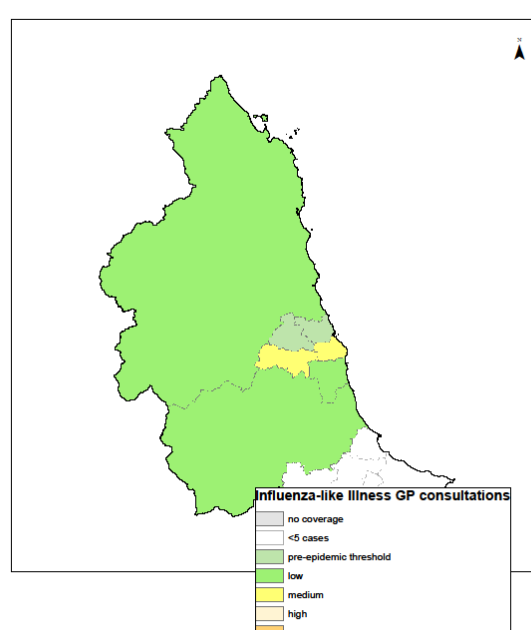 N
Influenza-like Illness GP consultations
no coverage
<5 cases
pre-epidemic threshold
low
medium
high